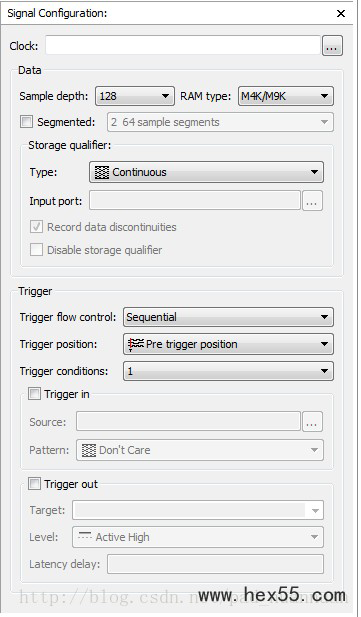 Signal Configuration:
Clock: ...
Data
Sample depth: 128 RAM type: M4K/M9K
Segmented: 2 64 sample segments
Storage qualifier:
Type: Continuous
Input port: ...
Record data discontinuities
Disable storage qualifier
Trigger
Trigger flow control: Sequential
Trigger position: Pre trigger position
Trigger conditions: 1
Trigger in
Source: ...
Pattern: Don't Care
Trigger out
Target:
Level: Active High
Latency delay:
www.hex55.com
http://blog.csdn.ne